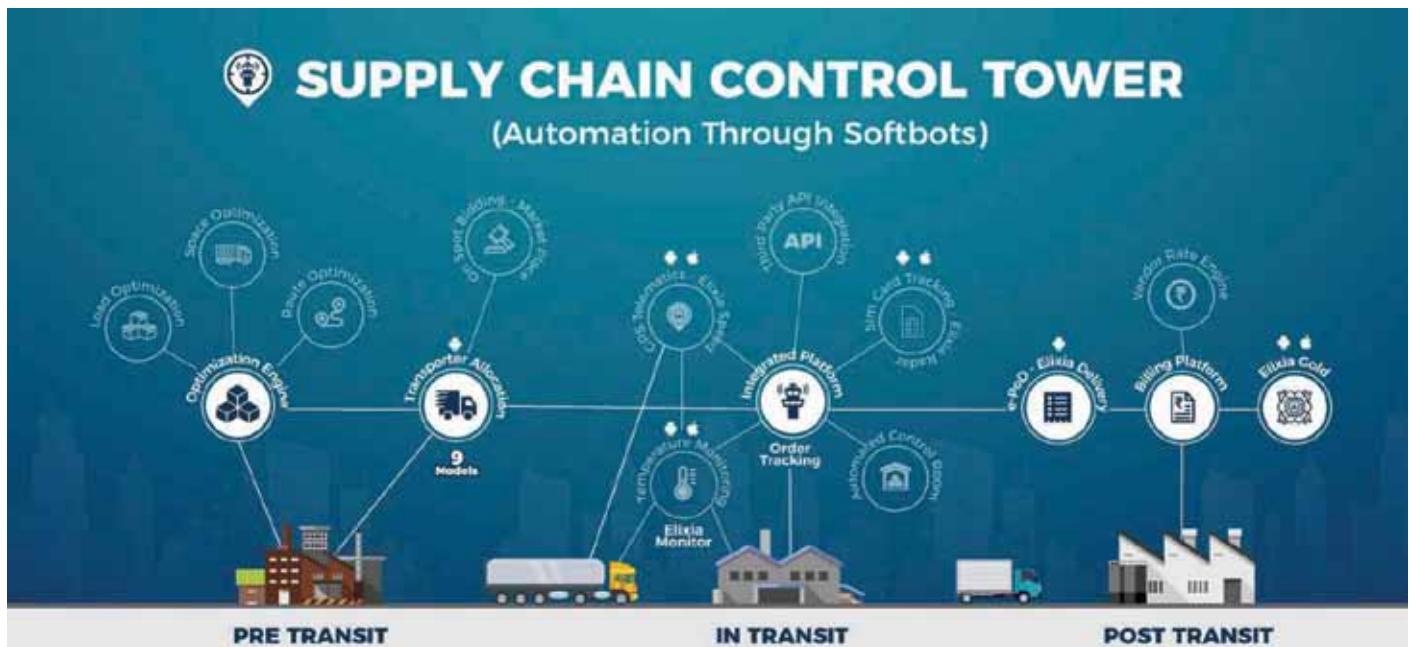 SUPPLY CHAIN CONTROL TOWER
(Automation Through Softbots)
Load Optimization
Space Optimization
Route Optimization
Optimization Engine
Spot Bidding - Market Place
Transporter Allocation
9
Models
GPS Telematics - Elixia Speed
Temperature Monitoring
Elixia
Monitor
Third Party API Integration
API
Sim Card Tracking - Elixia Radar
Integrated Platform
Order
Tracking
Automated Control Room
e-PoD - Elixia Delivery
Vendor Rate Engine
Billing Platform
Elixia Gold
PRE TRANSIT
IN TRANSIT
POST TRANSIT